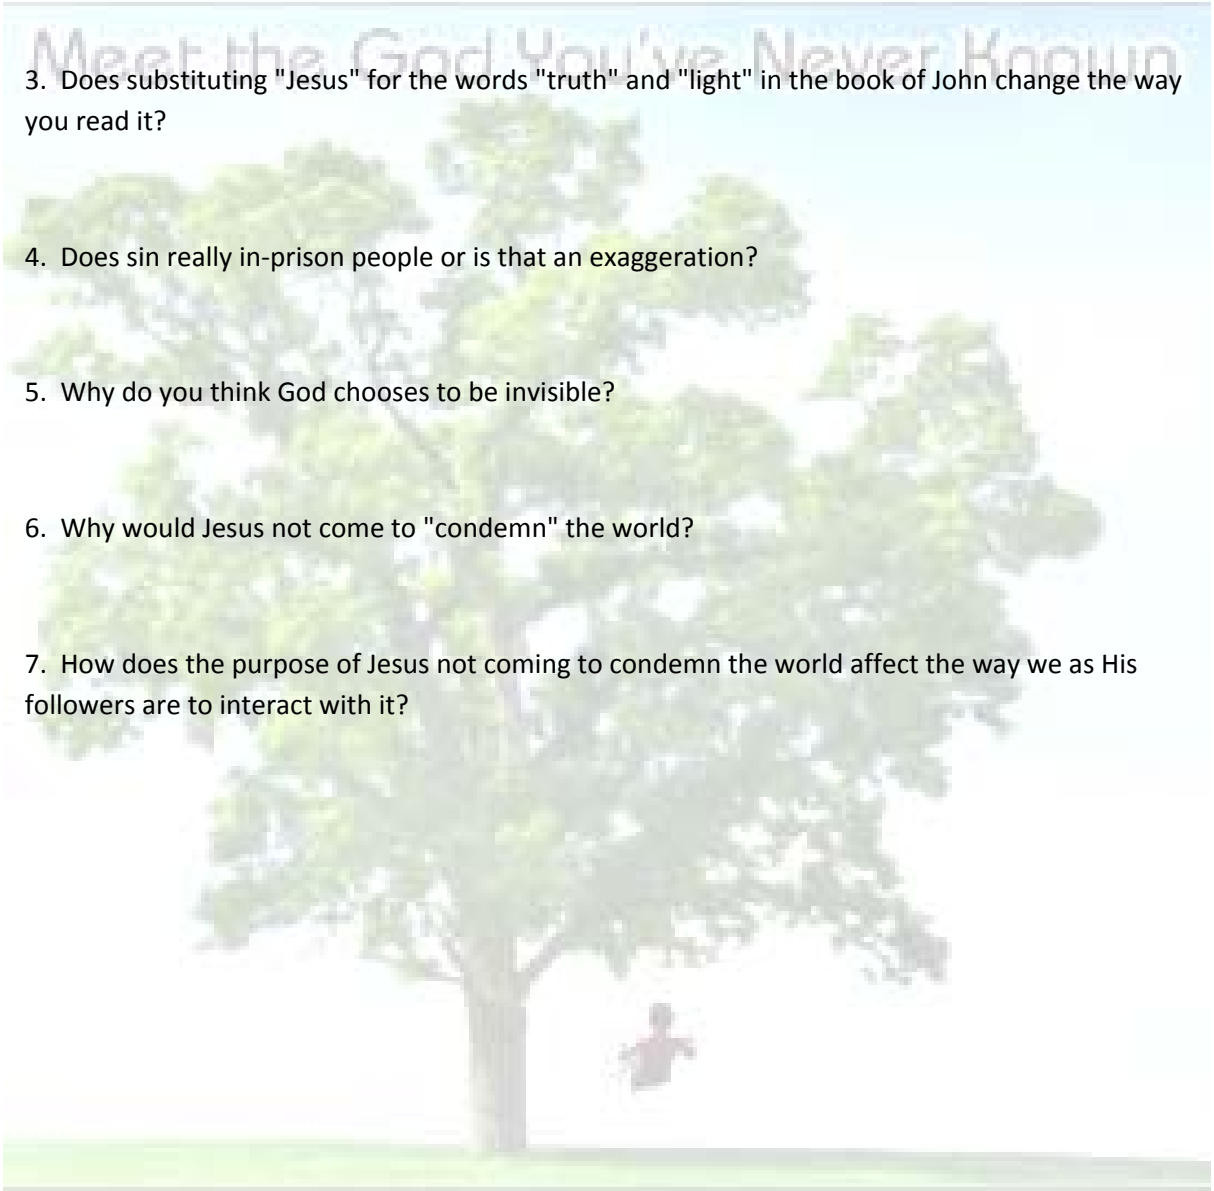 Meet the God You've Never Known
3. Does substituting "Jesus" for the words "truth" and "light" in the book of John change the way
you read it?
4. Does sin really in-prison people or is that an exaggeration?
5. Why do you think God chooses to be invisible?
6. Why would Jesus not come to "condemn" the world?
7. How does the purpose of Jesus not coming to condemn the world affect the way we as His
followers are to interact with it?